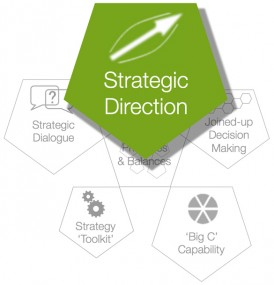 Strategic
Direction
Strategic
Dialogue
Joined-up
Decision
Making
& Balances
Strategy
'Toolkit'
'Big C'
Capability